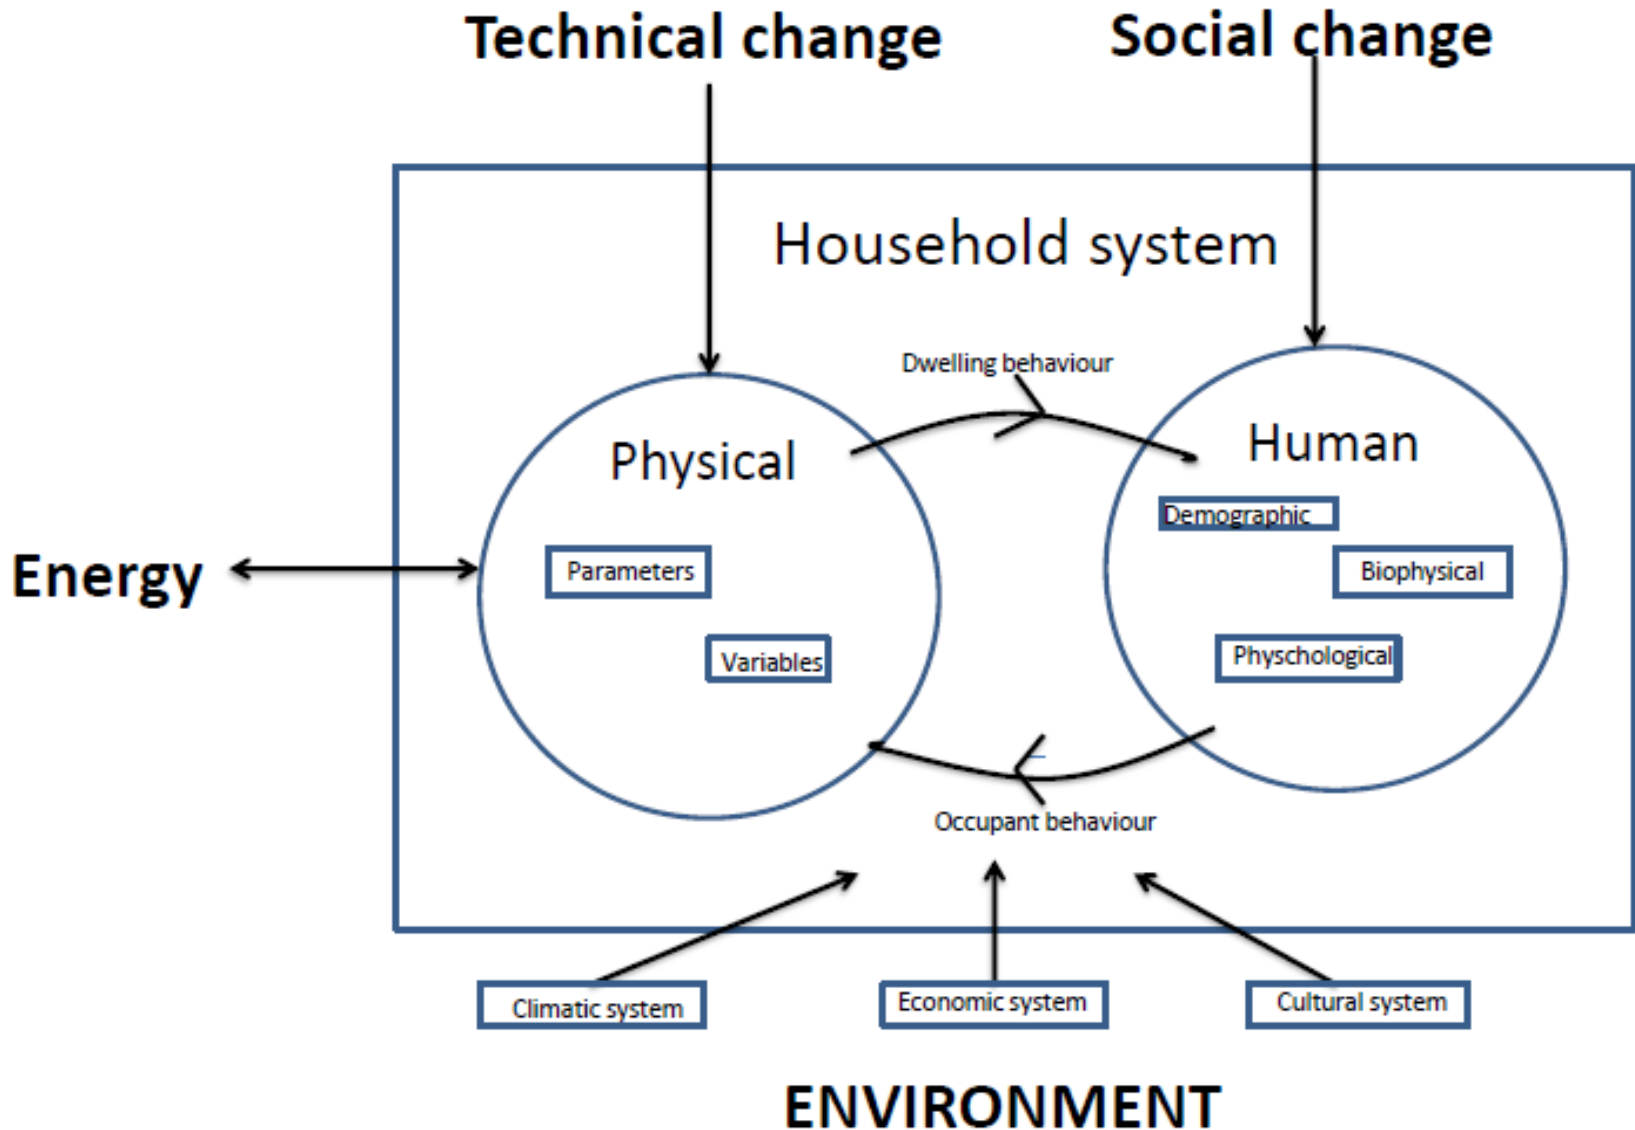 Technical change
Social change
Household system
Dwelling behaviour
Physical
Human
Demographic
Energy
Parameters
Biophysical
Variables
Physchological
Occupant behaviour
Climatic system
Economic system
Cultural system
ENVIRONMENT